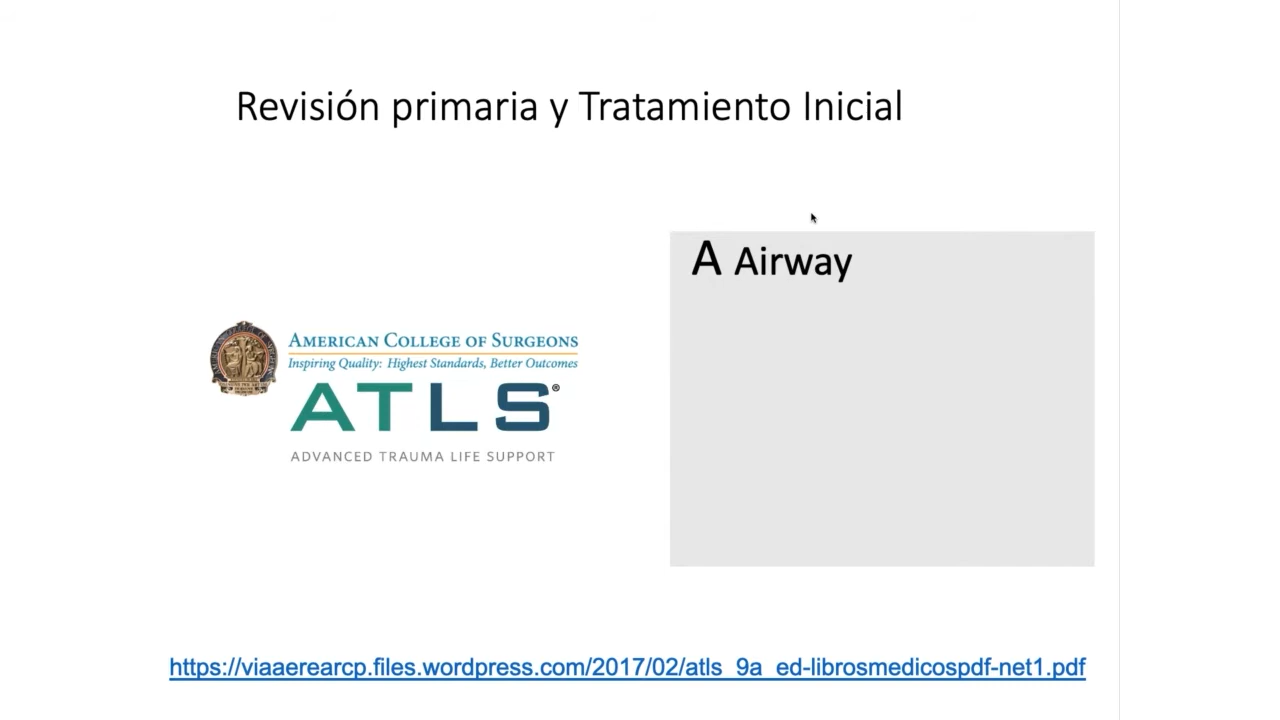 Revisión primaria y Tratamiento Inicial
A Airway
AMERICAN COLLEGE OF SURGEONS
Inspiring Quality: Highest Standards, Better Outcomes
ATLS®
ADVANCED TRAUMA LIFE SUPPORT
https://viaaerearcp.files.wordpress.com/2017/02/atls_9a_ed-librosmedicospdf-net1.pdf